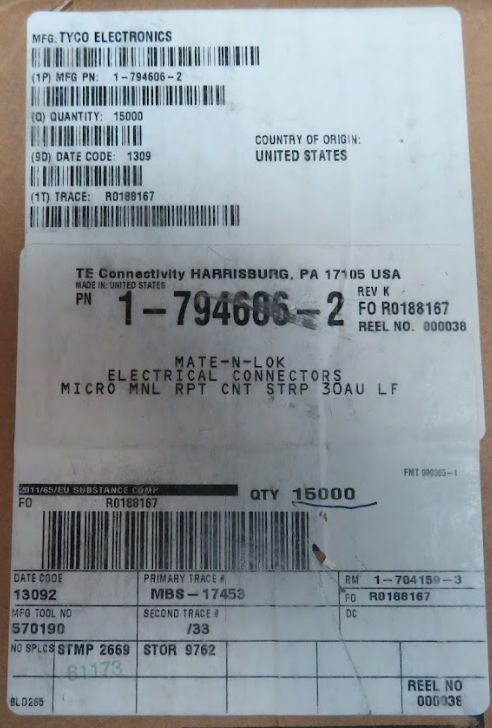 MFG. TYCO ELECTRONICS
(1P) MFG PN: 1-794606-2
(Q) QUANTITY: 15000
(9D) DATE CODE: 1309
COUNTRY OF ORIGIN:
UNITED STATES
(1T) TRACE: R0188167
TE Connectivity HARRISBURG, PA 17105 USA
MADE IN: UNITED STATES
PN 1-794606-2
REV K
FO R0188167
REEL NO. 000038
MATE-N-LOK
ELECTRICAL CONNECTORS
MICRO MNL RPT CNT STRP 30AU LF
FMT
2011/65/EU SUBSTANCE COMP
FO R0188167
QTY 15000
DATE CODE
13092
PRIMARY TRACE #
MBS-17453
RM 1-704159-3
FO R0188167
MFG TOOL NO
570190
SECOND TRACE #
/33
DC
NO SPLCS STMP 2669 STOR 9762
81173
REEL NO
000038
BLD265